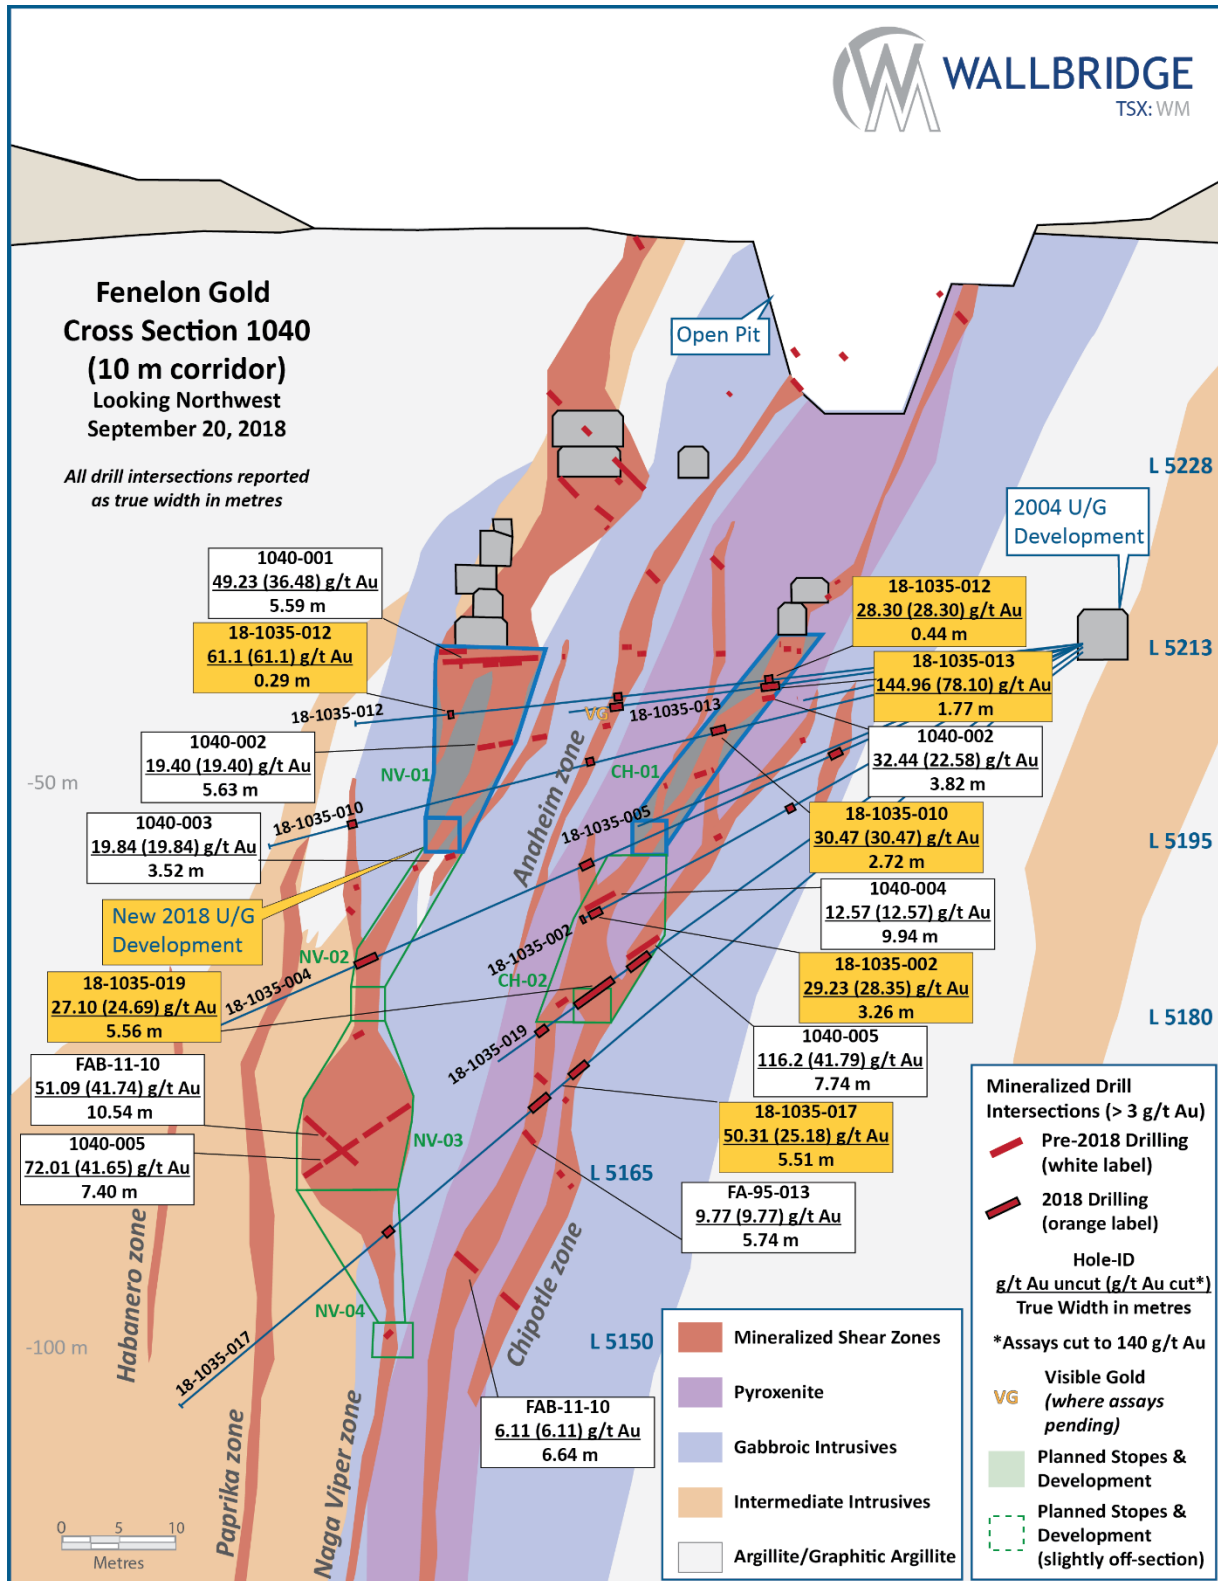 WALLBRIDGE
TSX: WM
Fenelon Gold
Cross Section 1040
(10 m corridor)
Looking Northwest
September 20, 2018
All drill intersections reported
as true width in metres
Open Pit
L 5228
2004 U/G
Development
1040-001
49.23 (36.48) g/t Au
5.59 m
18-1035-012
61.1 (61.1) g/t Au
0.29 m
18-1035-012
28.30 (28.30) g/t Au
0.44 m
L 5213
18-1035-013
144.96 (78.10) g/t Au
1.77 m
18-1035-012
VG
18-1035-013
1040-002
19.40 (19.40) g/t Au
5.63 m
1040-002
32.44 (22.58) g/t Au
3.82 m
-50 m
NV-01
CH-01
Anaheim zone
18-1035-010
18-1035-005
1040-003
19.84 (19.84) g/t Au
3.52 m
18-1035-010
30.47 (30.47) g/t Au
2.72 m
L 5195
New 2018 U/G
Development
1040-004
12.57 (12.57) g/t Au
9.94 m
NV-02
18-1035-002
18-1035-004
CH-02
18-1035-002
29.23 (28.35) g/t Au
3.26 m
18-1035-019
27.10 (24.69) g/t Au
5.56 m
L 5180
18-1035-019
1040-005
116.2 (41.79) g/t Au
7.74 m
FAB-11-10
51.09 (41.74) g/t Au
10.54 m
18-1035-017
50.31 (25.18) g/t Au
5.51 m
1040-005
72.01 (41.65) g/t Au
7.40 m
NV-03
L 5165
FA-95-013
9.77 (9.77) g/t Au
5.74 m
Habanero zone
NV-04
Chipotle zone
-100 m
18-1035-017
L 5150
FAB-11-10
6.11 (6.11) g/t Au
6.64 m
Paprika zone
Naga Viper zone
0 5 10
Metres
Mineralized Shear Zones
Pyroxenite
Gabbroic Intrusives
Intermediate Intrusives
Argillite/Graphitic Argillite
Mineralized Drill
Intersections (> 3 g/t Au)
Pre-2018 Drilling
(white label)
2018 Drilling
(orange label)
Hole-ID
g/t Au uncut (g/t Au cut*)
True Width in metres
*Assays cut to 140 g/t Au
VG
Visible Gold
(where assays
pending)
Planned Stopes &
Development
Planned Stopes &
Development
(slightly off-section)